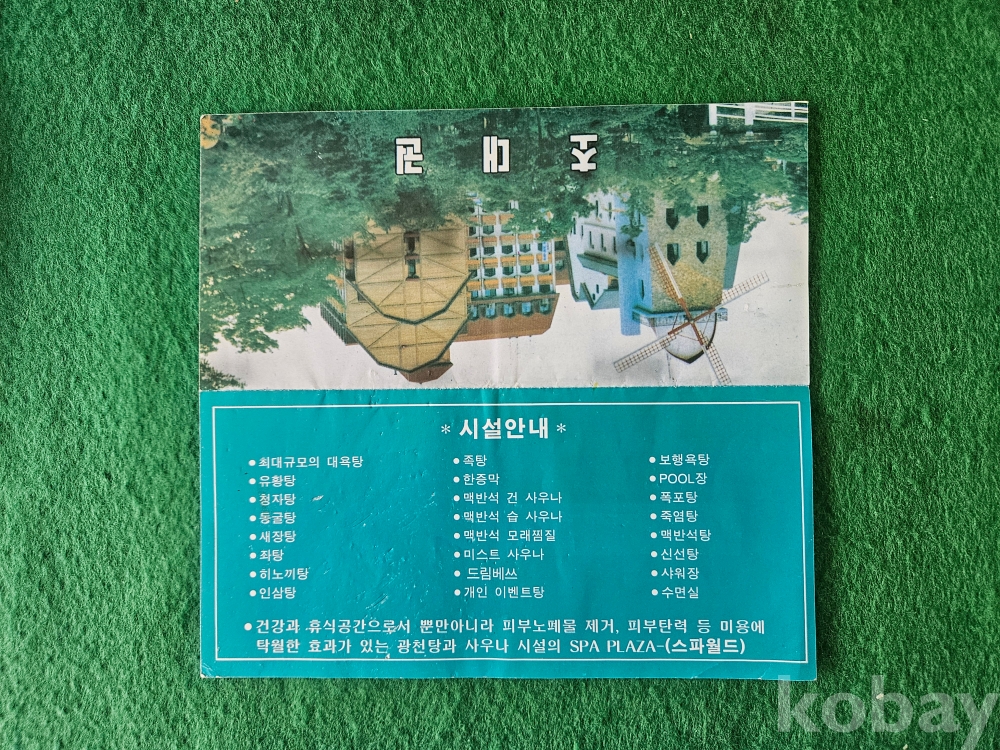 초대권
* 시설안내 *
● 최대규모의 대욕탕
● 유황탕
● 청자탕
● 동굴탕
● 새장탕
● 좌탕
● 히노끼탕
● 인삼탕
● 족탕
● 한증막
● 맥반석 건 사우나
● 맥반석 습 사우나
● 맥반석 모래찜질
● 미스트 사우나
● 드림베쓰
● 개인 이벤트탕
● 보행욕탕
● POOL장
● 폭포탕
● 죽염탕
● 맥반석탕
● 신선탕
● 샤워장
● 수면실
● 건강과 휴식공간으로서 뿐만아니라 피부노폐물 제거, 피부탄력 등 미용에
탁월한 효과가 있는 광천탕과 사우나 시설의 SPA PLAZA-(스파월드)
kobay